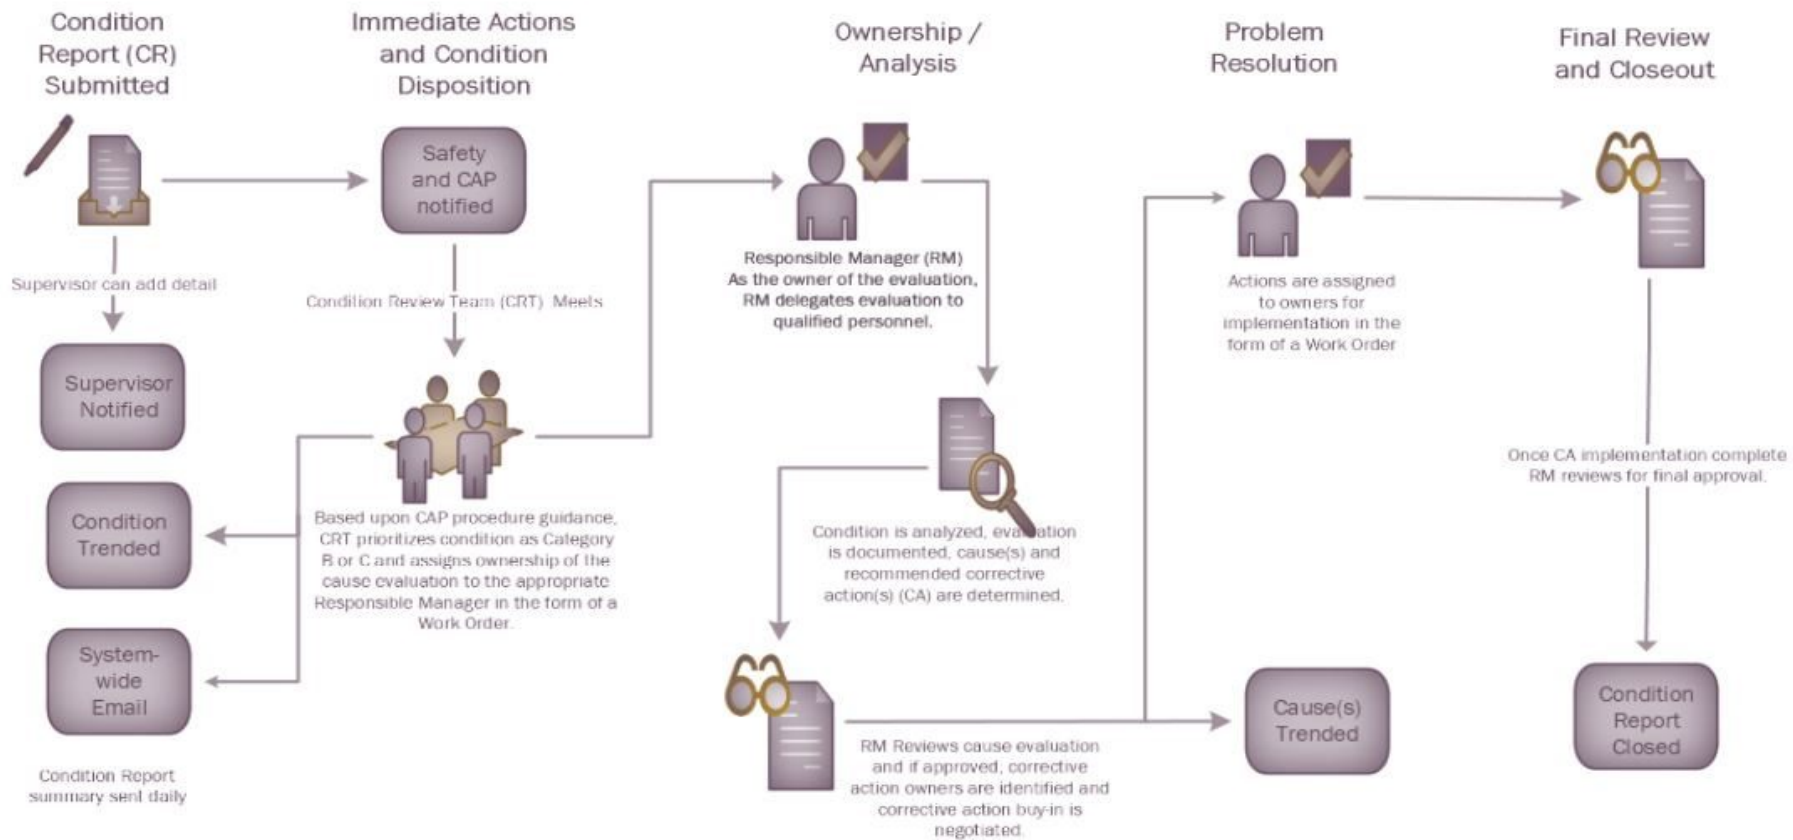 Condition
Report (CR)
Submitted
Immediate Actions
and Condition
Disposition
Ownership /
Analysis
Problem
Resolution
Final Review
and Closeout
Safety
and CAP
notified
Supervisor can add detail
Condition Review Team (CRT) Meets
Supervisor
Notified
Condition
Trended
System-
wide
Email
Condition Report
summary sent daily
Based upon CAP procedure guidance,
CRT prioritizes condition as Category
B or C and assigns ownership of the
cause evaluation to the appropriate
Responsible Manager in the form of a
Work Order.
Responsible Manager (RM)
As the owner of the evaluation,
RM delegates evaluation to
qualified personnel.
Condition is analyzed, evaluation
is documented, cause(s) and
recommended corrective
action(s) (CA) are determined.
RM Reviews cause evaluation
and if approved, corrective
action owners are identified and
corrective action buy-in is
negotiated.
Actions are assigned
to owners for
implementation in the
form of a Work Order
Cause(s)
Trended
Once CA implementation complete
RM reviews for final approval.
Condition
Report
Closed